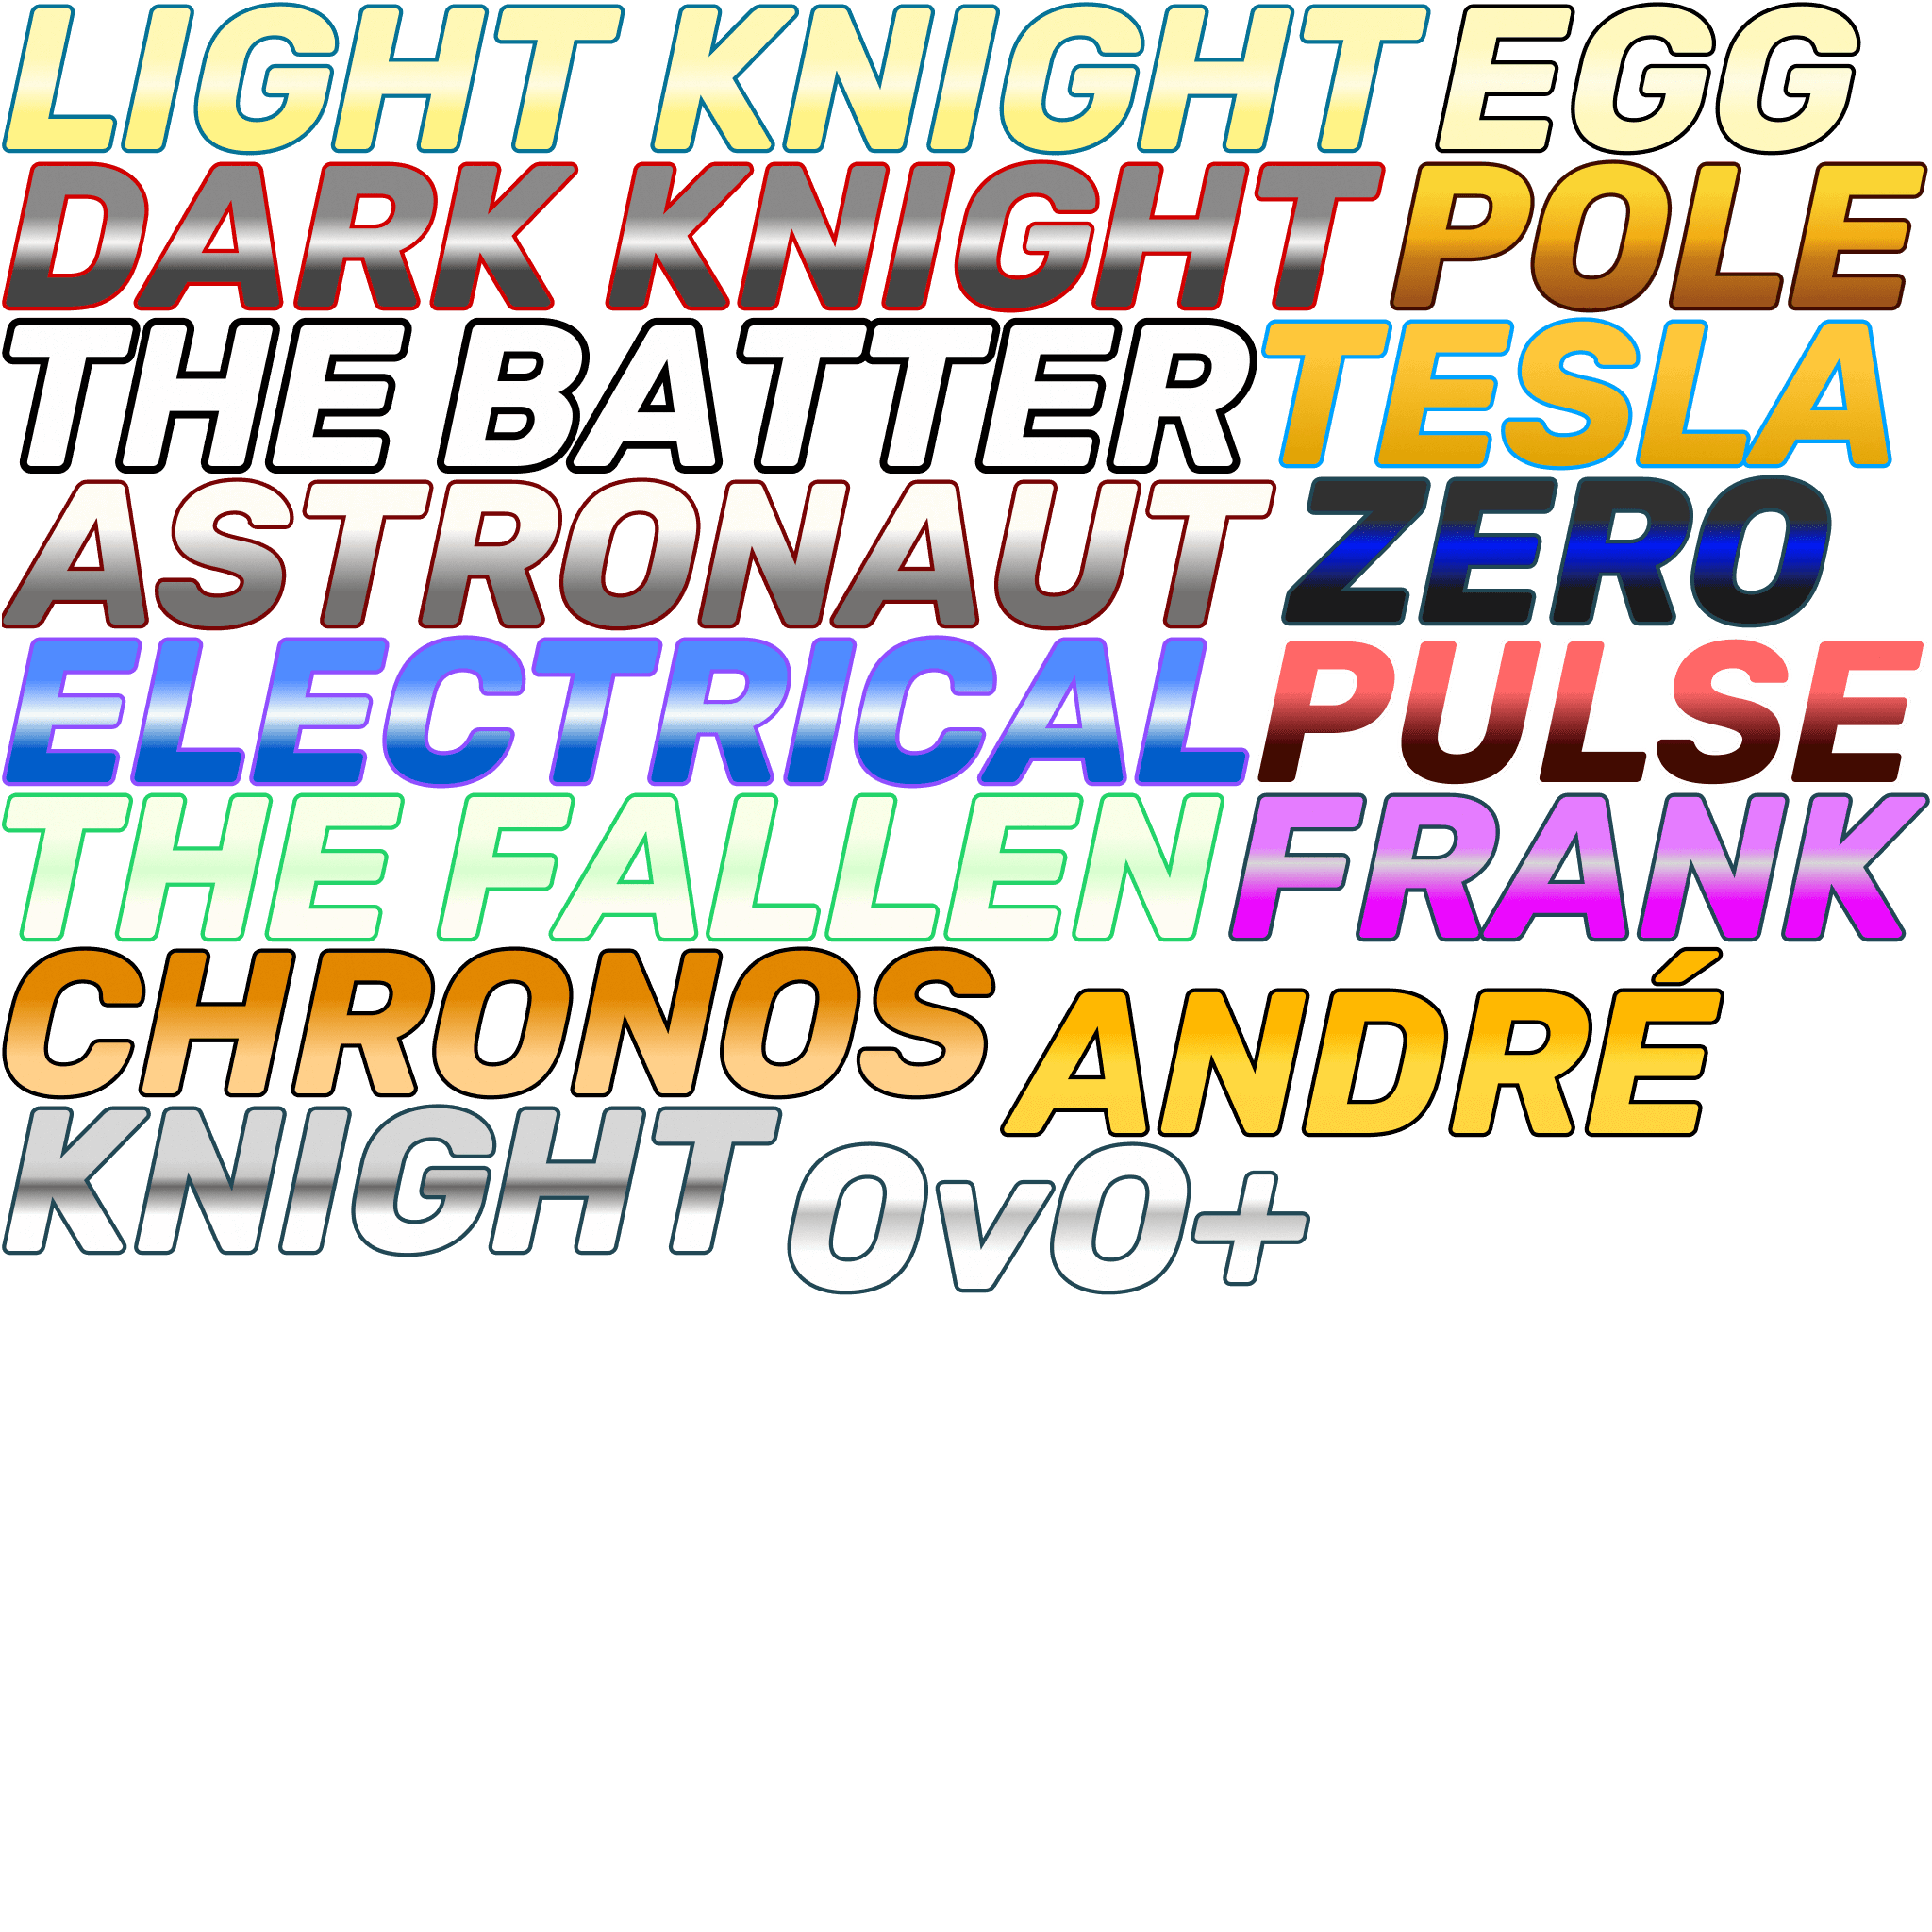 LIGHT KNIGHT EGG
DARK KNIGHT POLE
THE BATTER TESLA
ASTRONAUT ZERO
ELECTRICAL PULSE
THE FALLEN FRANK
CHRONOS ANDRÉ
KNIGHT OvO+